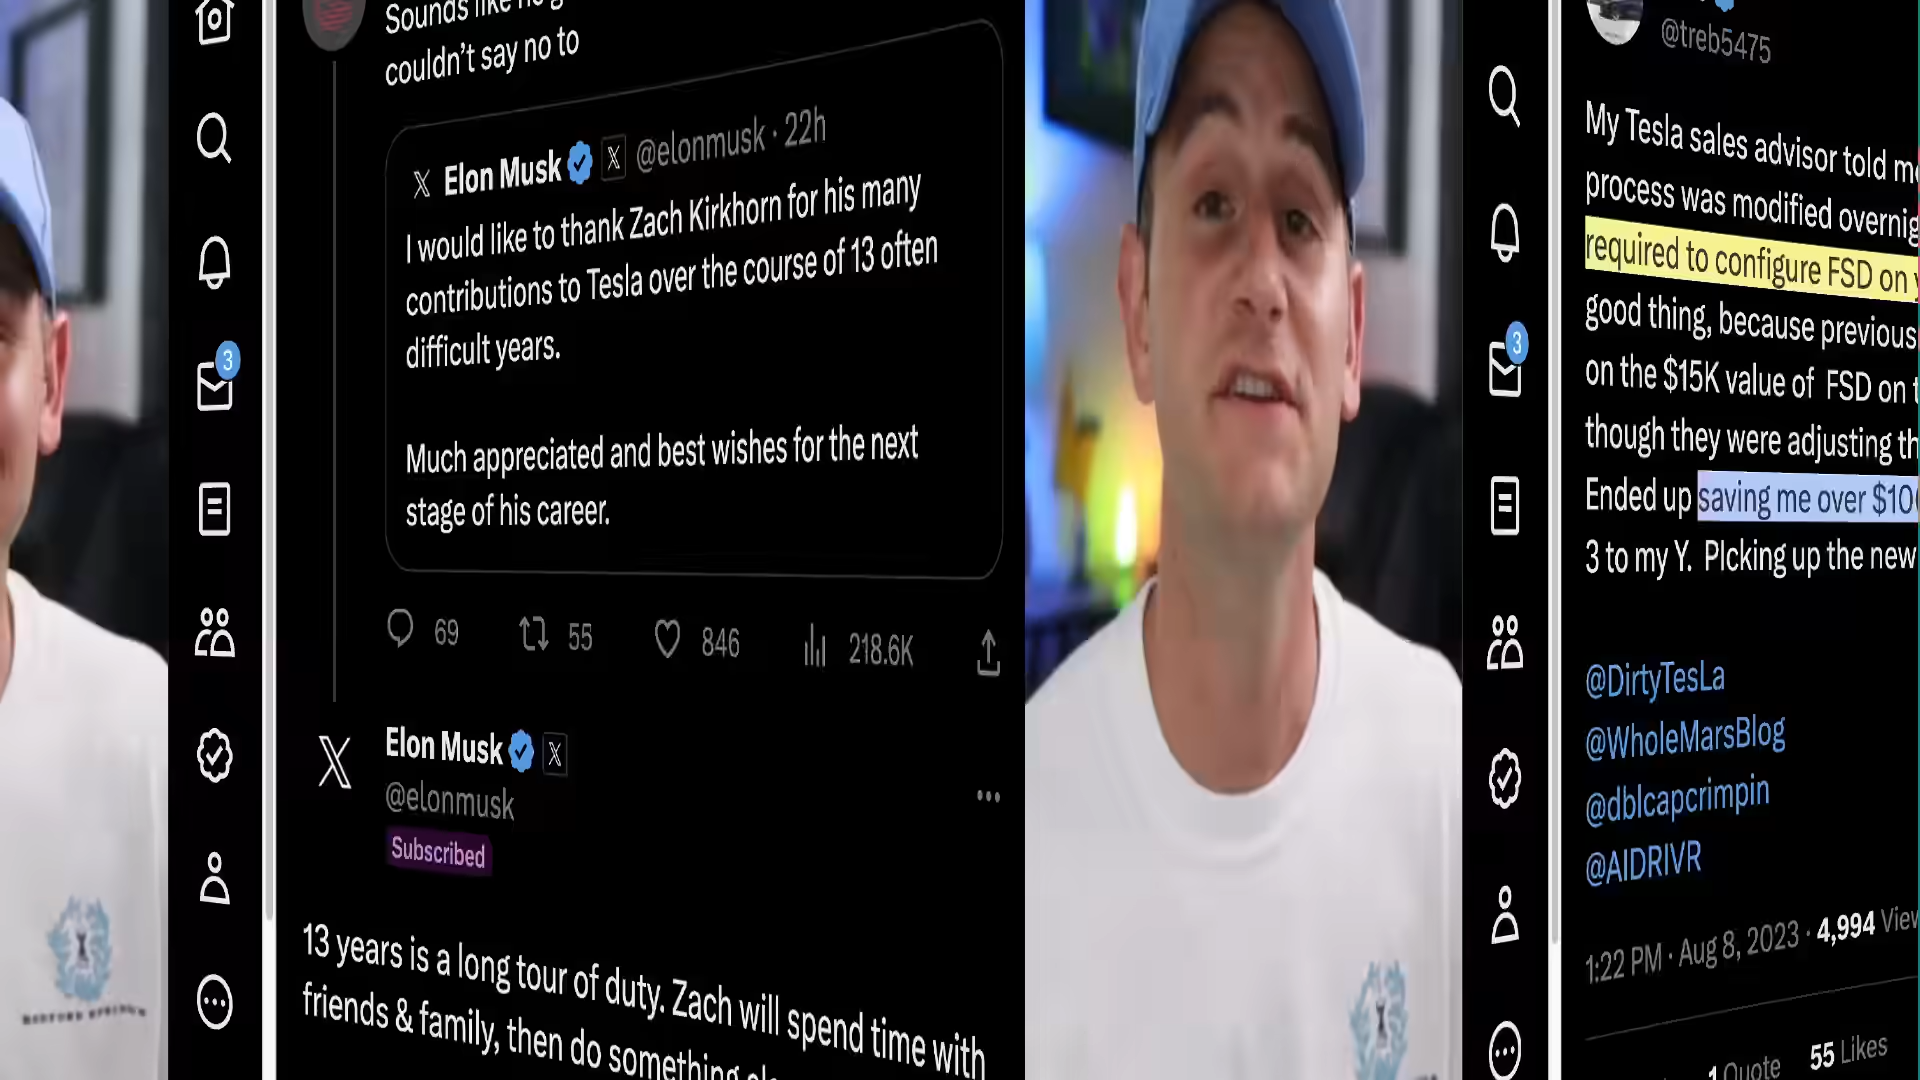 Sounds like
couldn't say no to
Elon Musk @elonmusk · 22h
I would like to thank Zach Kirkhorn for his many
contributions to Tesla over the course of 13 often
difficult years.
Much appreciated and best wishes for the next
stage of his career.
69 55 846 218.6K
Elon Musk
@elonmusk
Subscribed
13 years is a long tour of duty. Zach will spend time with
friends & family, then do something
3
3
@treb5475
My Tesla sales advisor told
process was modified
required to configure FSD on
good thing, because
on the $15K value of FSD on
though they were adjusting
Ended up saving me over
3 to my Y. PIcking up the new
@DirtyTesLa
@WholeMarsBlog
@dblcapcrimpin
@AIDRIVR
1:22 PM · Aug 8, 2023 · 4,994
1 Quote 55 Likes